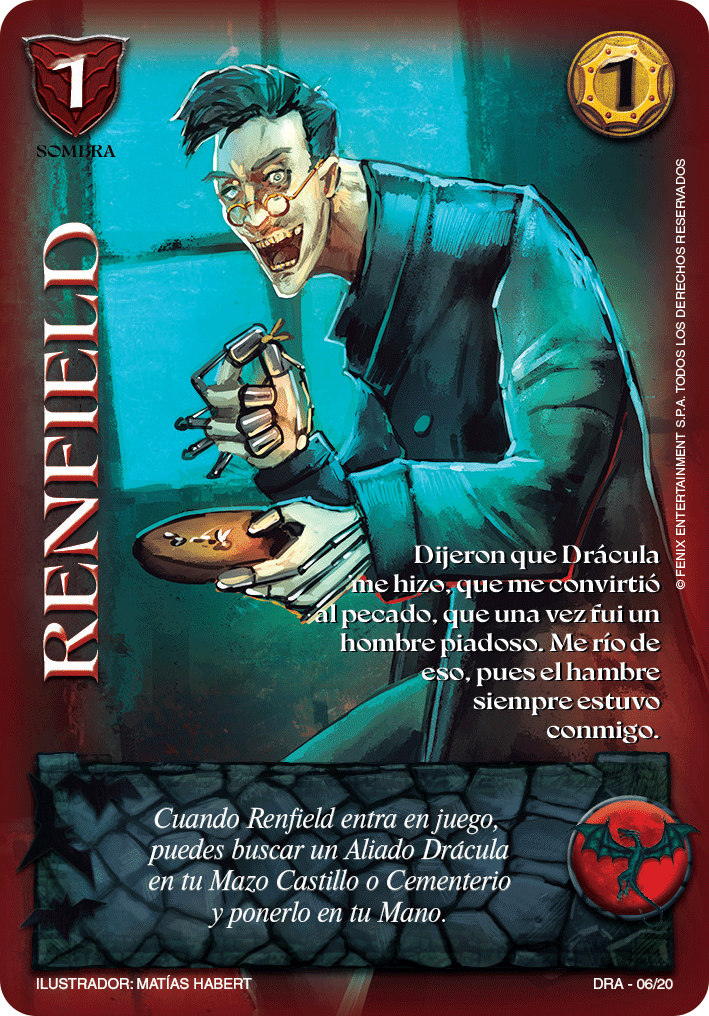 1
SOMBRA
1
RENFIELD
© FENIX ENTERTAINMENT S.P.A. TODOS LOS DERECHOS RESERVADOS
Dijeron que Drácula
me hizo, que me convirtió
al pecado, que una vez fui un
hombre piadoso. Me río de
eso, pues el hambre
siempre estuvo
conmigo.
Cuando Renfield entra en juego,
puedes buscar un Aliado Drácula
en tu Mazo Castillo o Cementerio
y ponerlo en tu Mano.
ILUSTRADOR: MATÍAS HABERT
DRA - 06/20